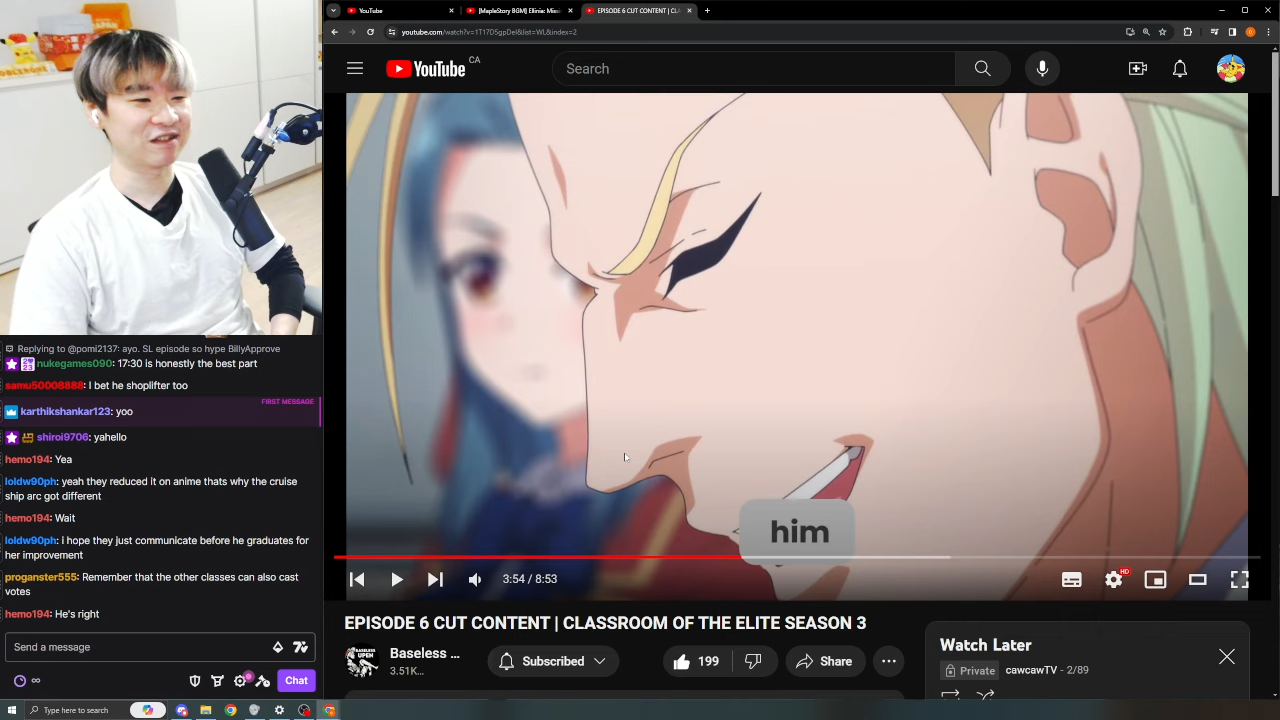 YouTube
[MapleStory BGM] Ellinia: Miss
EPISODE 6 CUT CONTENT | CLA
youtube.com/watch?v=1T17D5gpDeI&list=WL&index=2
YouTube CA
Search
him
3:54 / 8:53
HD
EPISODE 6 CUT CONTENT | CLASSROOM OF THE ELITE SEASON 3
Baseless ...
3.51K...
Subscribed
199
Share
Watch Later
Private cawcawTV - 2/89
Replying to @pomi2137: ayo. SL episode so hype BillyApprove
nukegames090: 17:30 is honestly the best part
samu50008888: I bet he shoplifter too
FIRST MESSAGE
karthikshankar123: yoo
shiroi9706: yahello
hemo194: Yea
loldw90ph: yeah they reduced it on anime thats why the cruise
ship arc got different
hemo194: Wait
loldw90ph: i hope they just communicate before he graduates for
her improvement
proganster555: Remember that the other classes can also cast
votes
hemo194: He's right
Send a message
Chat
Type here to search